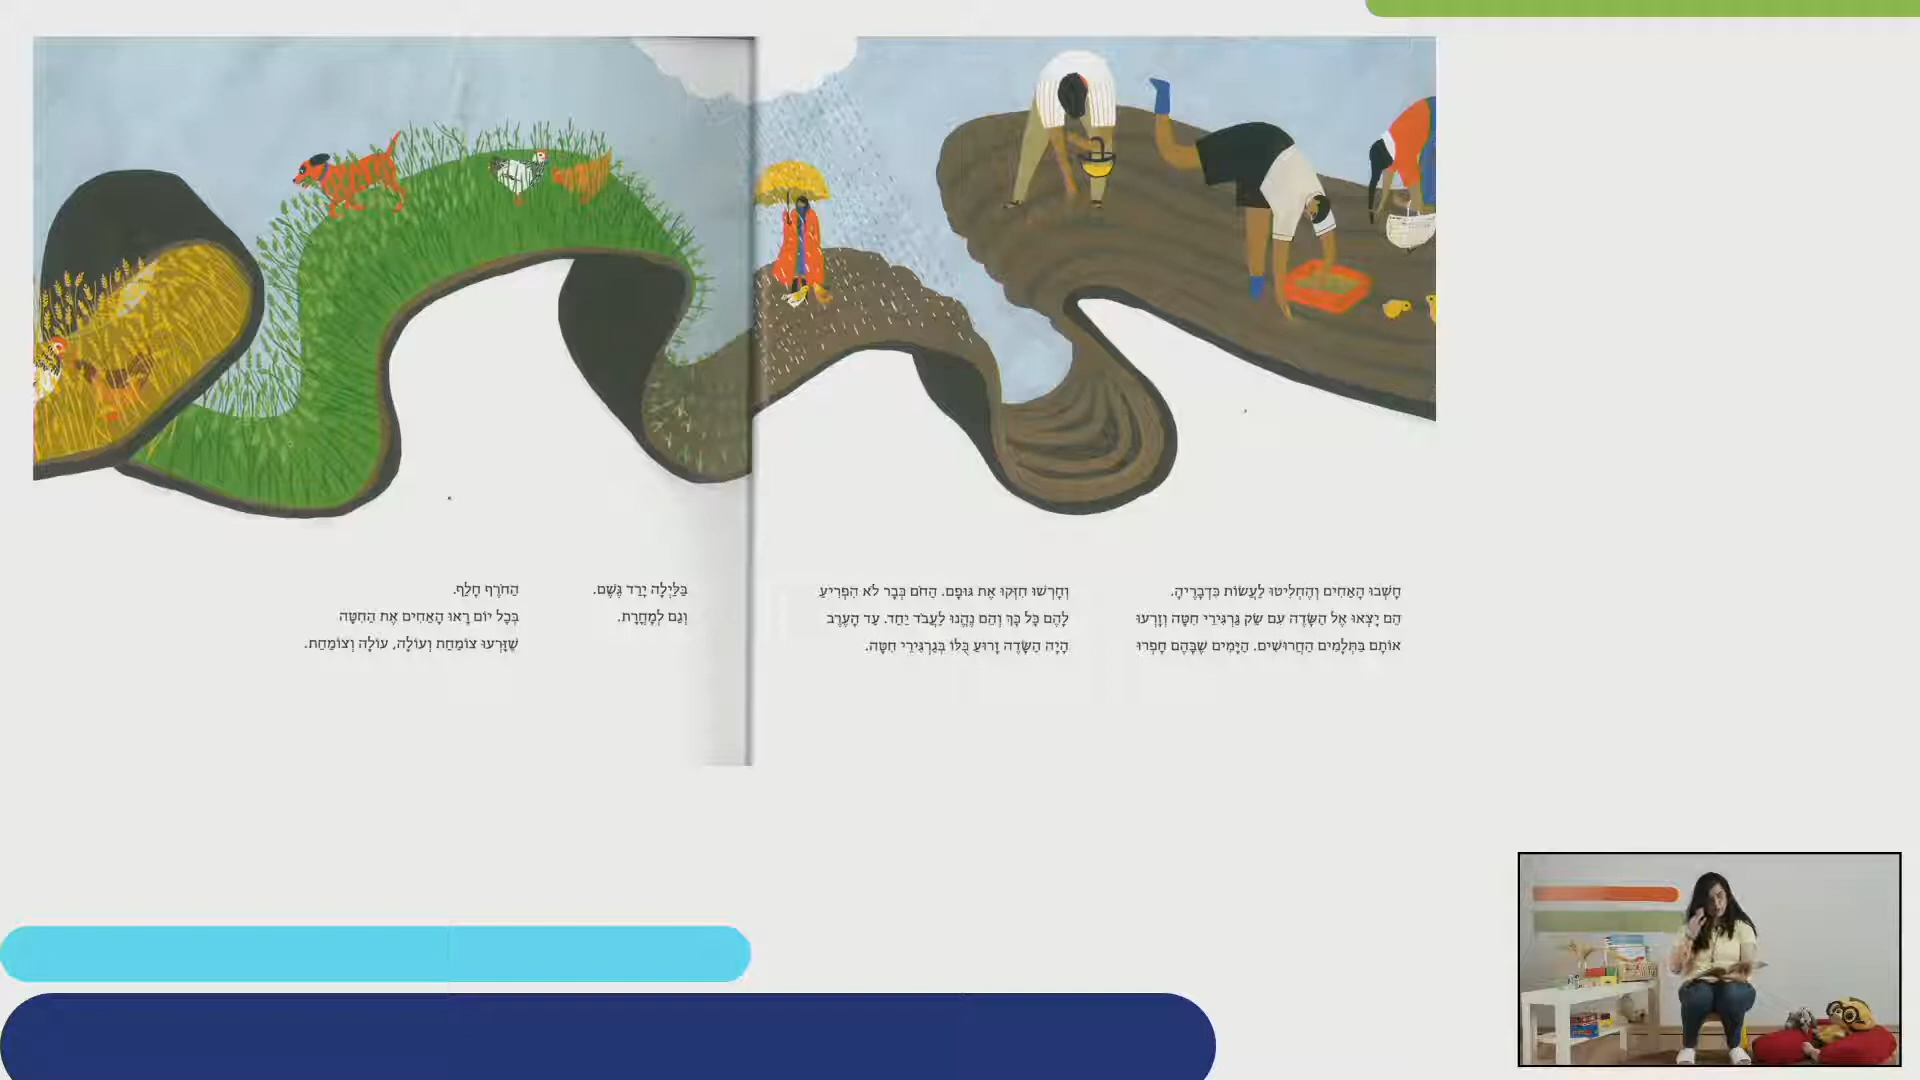 חָשְׁבוּ הָאַחִים וְהֶחְלִיטוּ לַעֲשׂוֹת כִּדְבָרֶיהָ.
הֵם יָצְאוּ אֶל הַשָּׂדֶה עִם שַׂק גַּרְגִּירֵי חִטָּה וְזָרְעוּ
אוֹתָם בַּתְּלָמִים הַחֲרוּשִׁים. הַיָּמִים שֶׁבָּהֶם חָפְרוּ
וְחָרְשׁוּ חִזְּקוּ אֶת גּוּפָם. הַחֹם כְּבָר לֹא הִפְרִיעַ
לָהֶם כָּל כָּךְ וְהֵם נֶהֱנוּ לַעֲבֹד יַחַד. עַד הָעֶרֶב
הָיָה הַשָּׂדֶה זָרוּעַ כֻּלּוֹ בְּגַרְגִּירֵי חִטָּה.
בַּלַּיְלָה יָרַד גֶּשֶׁם.
וְגַם לְמָחֳרָת.
הַחֹרֶף חָלַף.
בְּכָל יוֹם רָאוּ הָאַחִים אֶת הַחִטָּה
שֶׁזָּרְעוּ צוֹמַחַת וְעוֹלָה, עוֹלָה וְצוֹמַחַת.